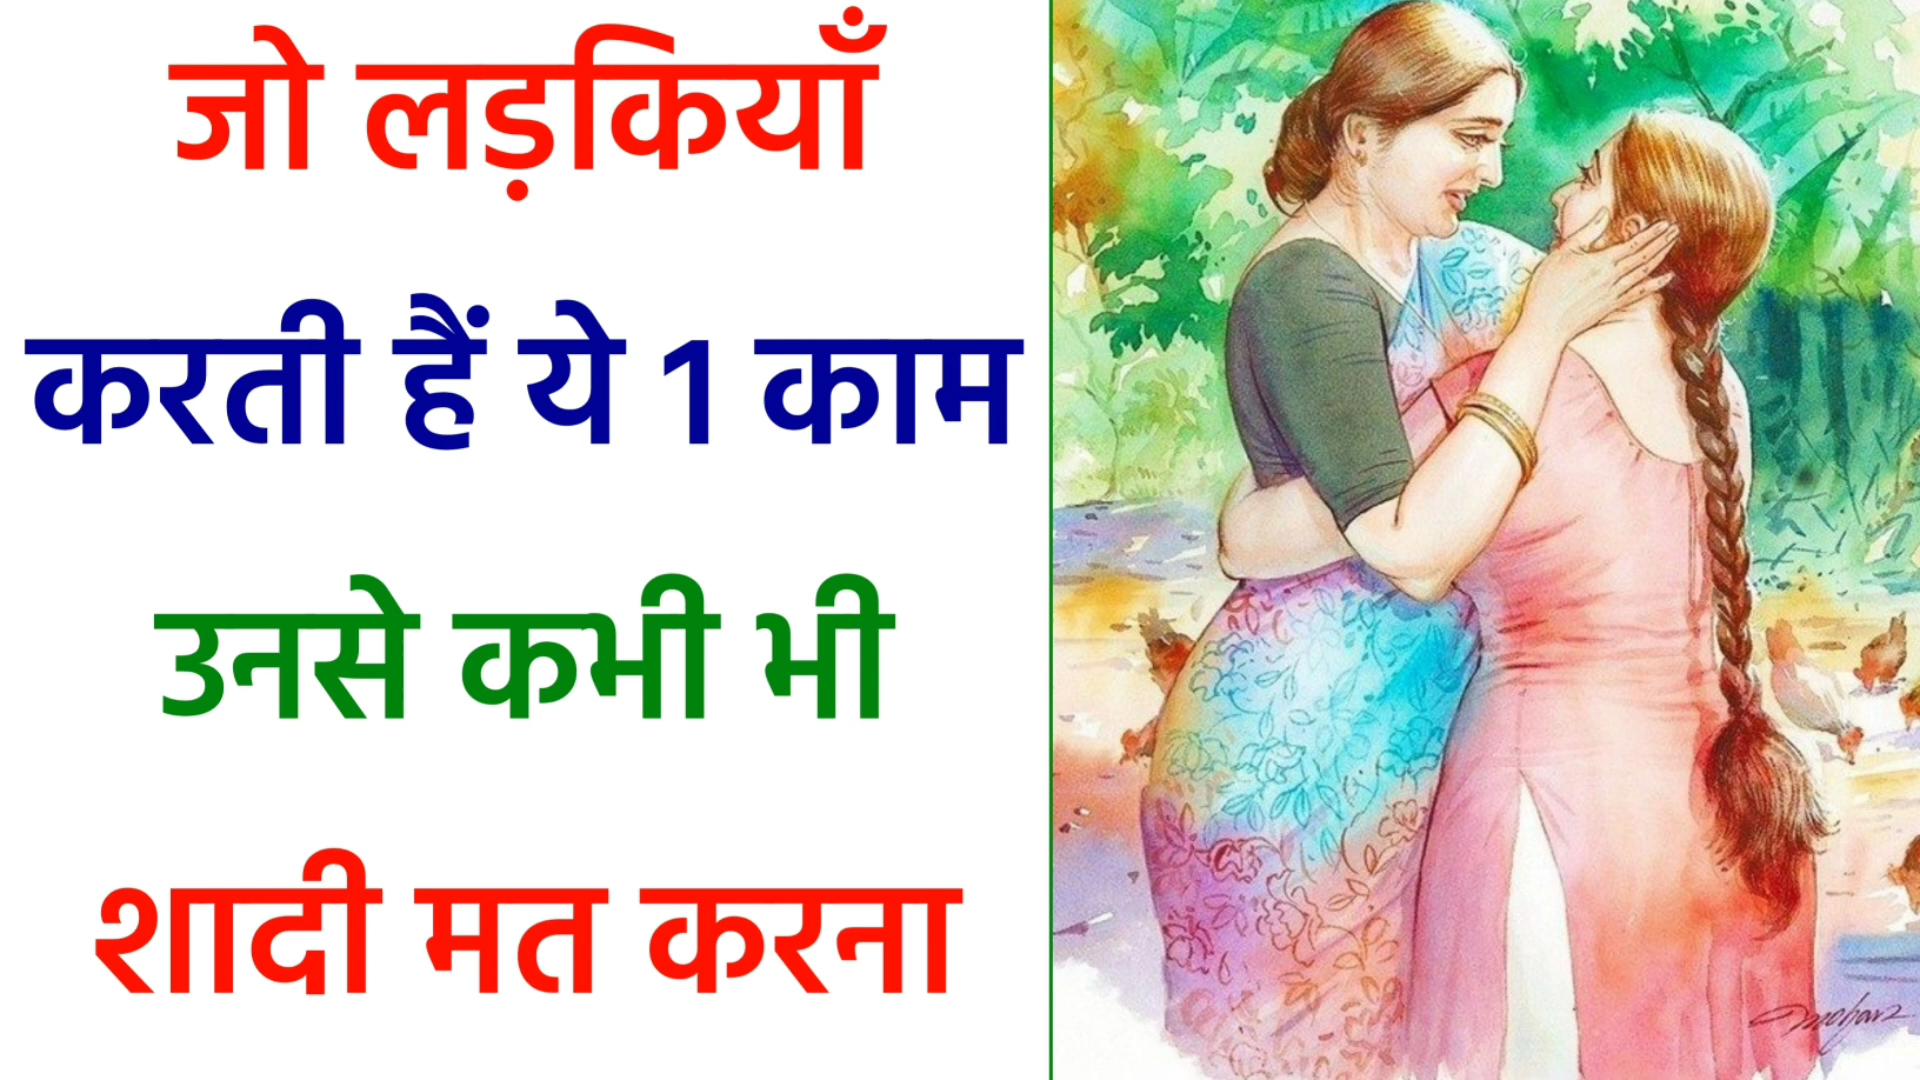 जो लड़कियाँ
करती हैं ये 1 काम
उनसे कभी भी
शादी मत करना